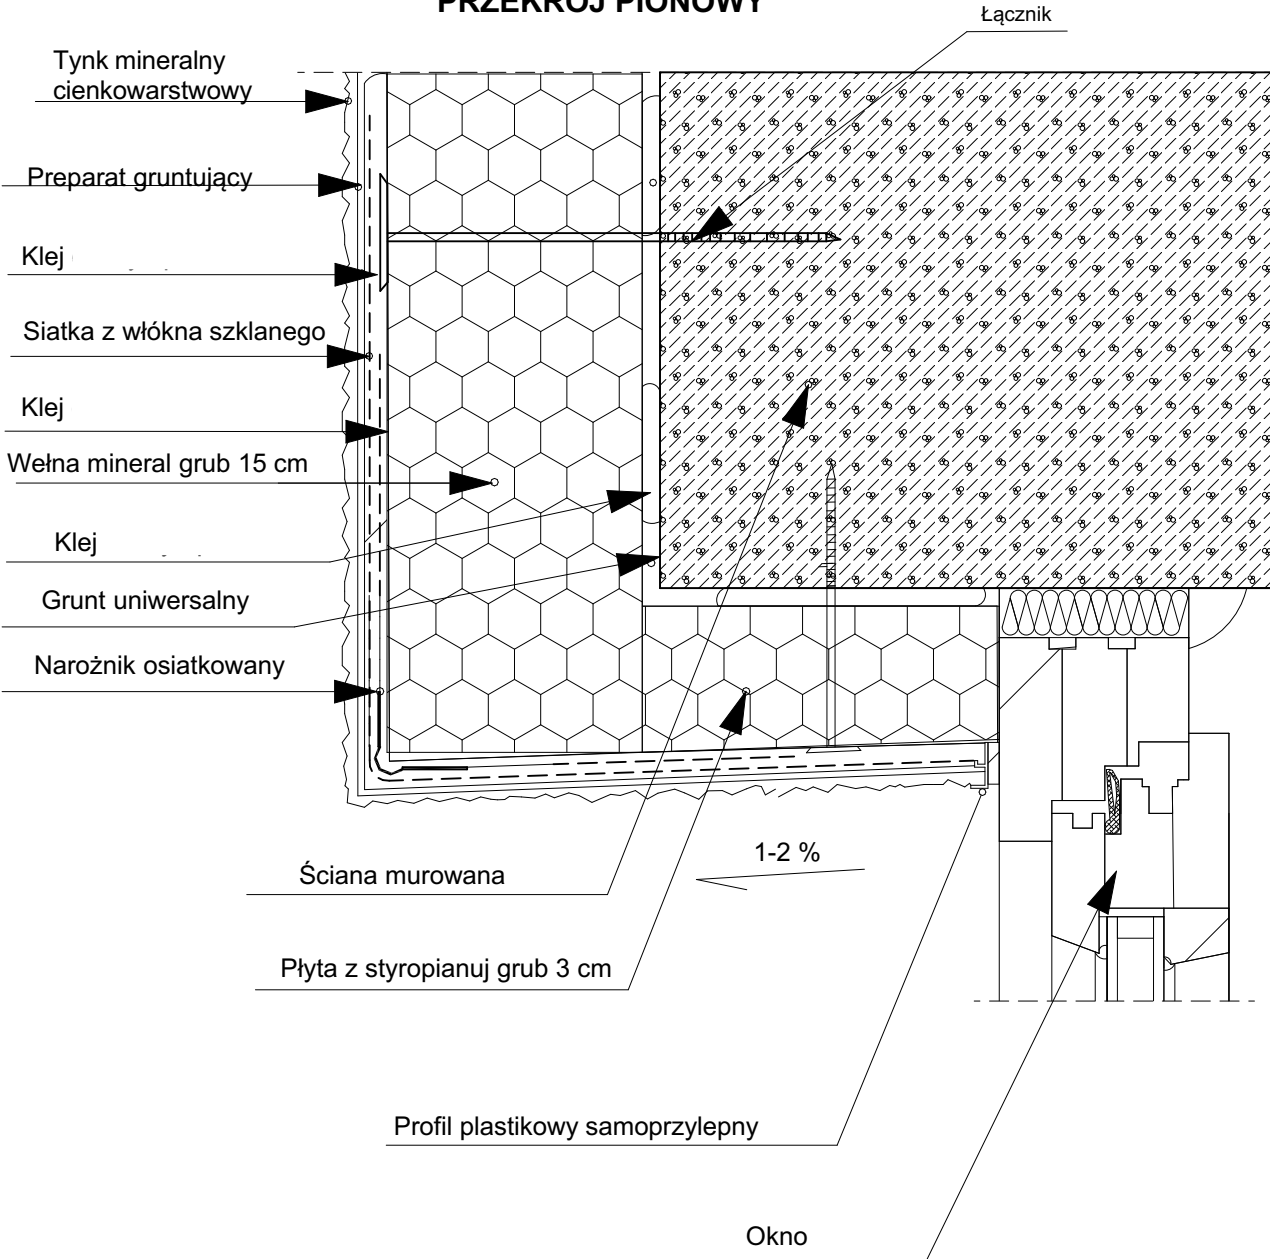 PRZEKRÓJ PIONOWY
Łącznik
Tynk mineralny
cienkowarstwowy
Preparat gruntujący
Klej
Siatka z włókna szklanego
Klej
Wełna mineral grub 15 cm
Klej
Grunt uniwersalny
Narożnik osiatkowany
1-2 %
Ściana murowana
Płyta z styropianuj grub 3 cm
Profil plastikowy samoprzylepny
Okno